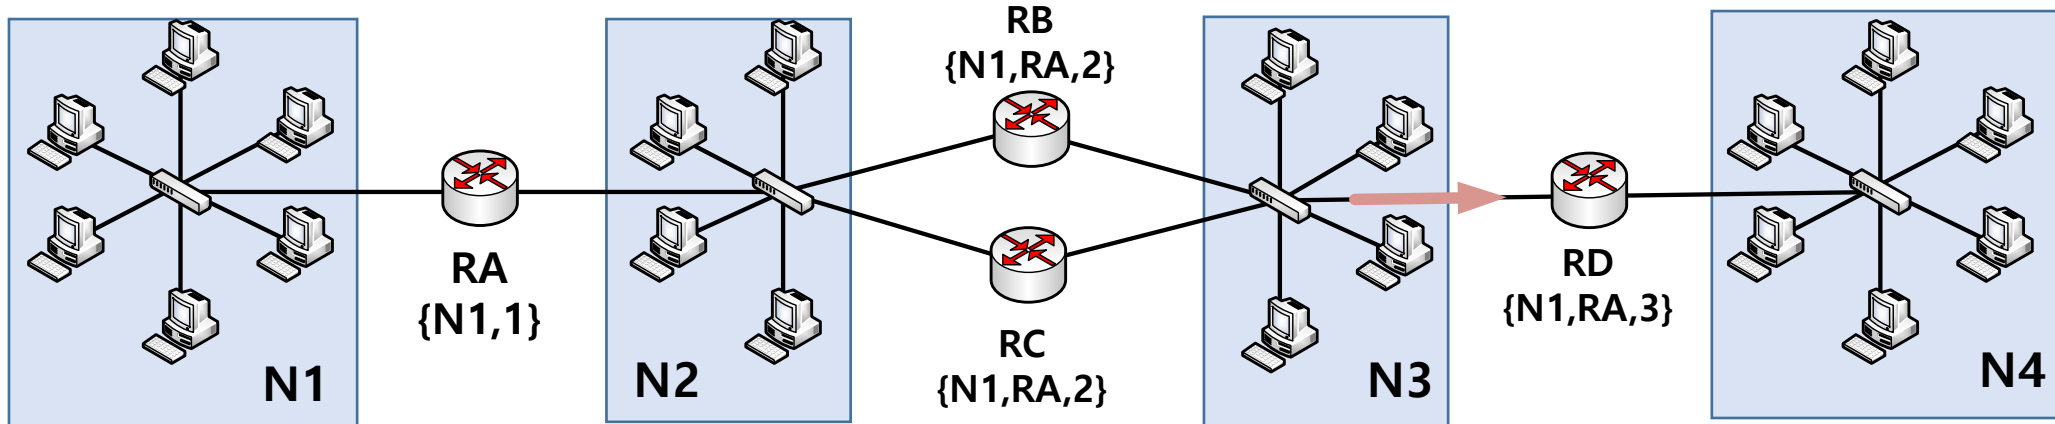 N1
RA
{N1,1}
N2
RB
{N1,RA,2}
RC
{N1,RA,2}
N3
RD
{N1,RA,3}
N4